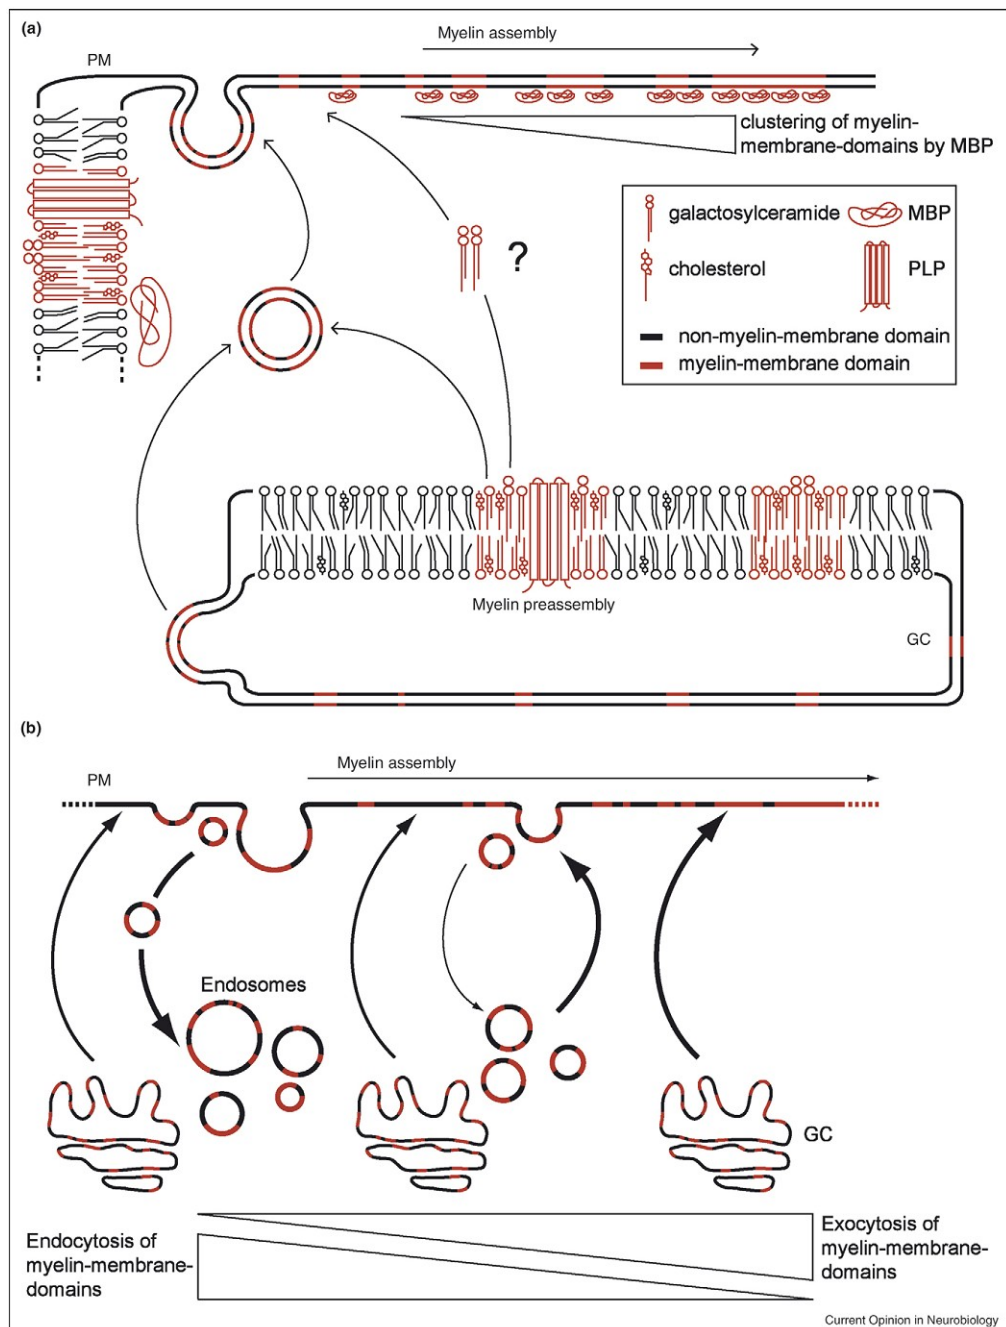 (a)
Myelin assembly
PM
clustering of myelin-
membrane-domains by MBP
galactosylceramide
MBP
?
cholesterol
PLP
non-myelin-membrane domain
myelin-membrane domain
Myelin preassembly
GC
(b)
Myelin assembly
PM
Endosomes
GC
Endocytosis of
myelin-membrane-
domains
Exocytosis of
myelin-membrane-
domains
Current Opinion in Neurobiology